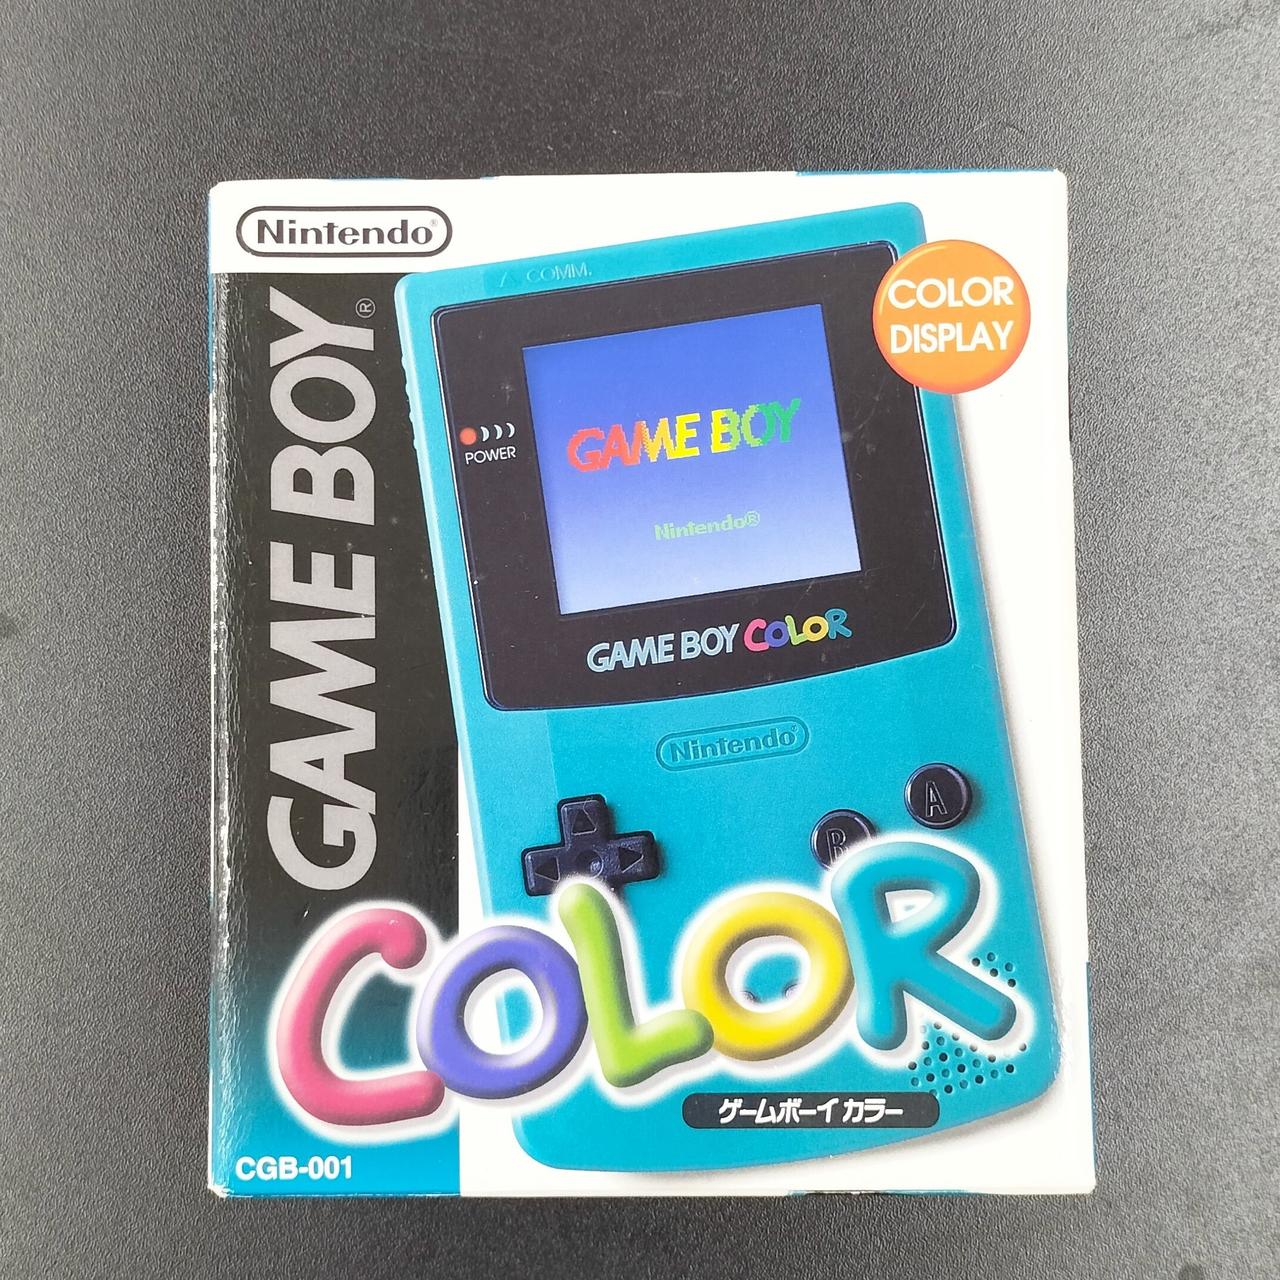 Nintendo®
GAME BOY®
COLOR
DISPLAY
COMM.
POWER
GAME BOY
Nintendo®
GAME BOY COLOR
Nintendo®
A
B
COLOR
ゲームボーイ カラー
CGB-001